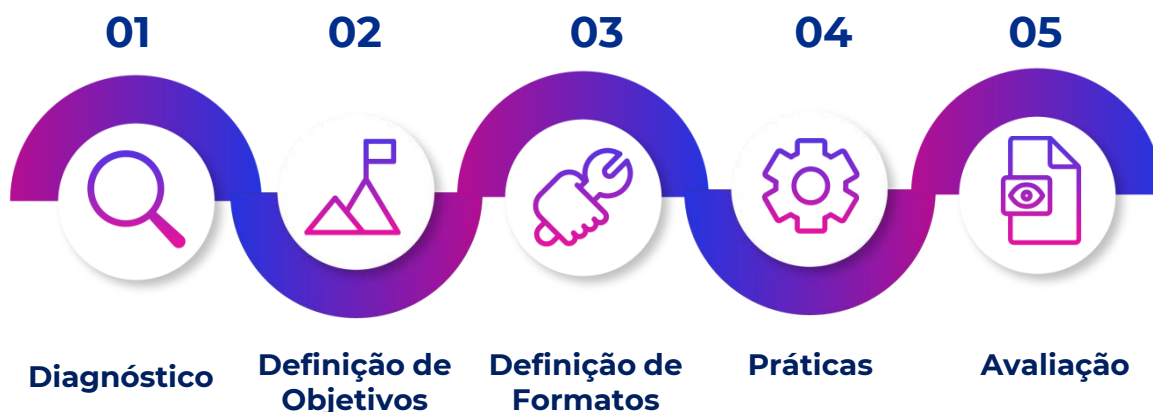 01
02
03
04
05
Diagnóstico
Definição de
Objetivos
Definição de
Formatos
Práticas
Avaliação